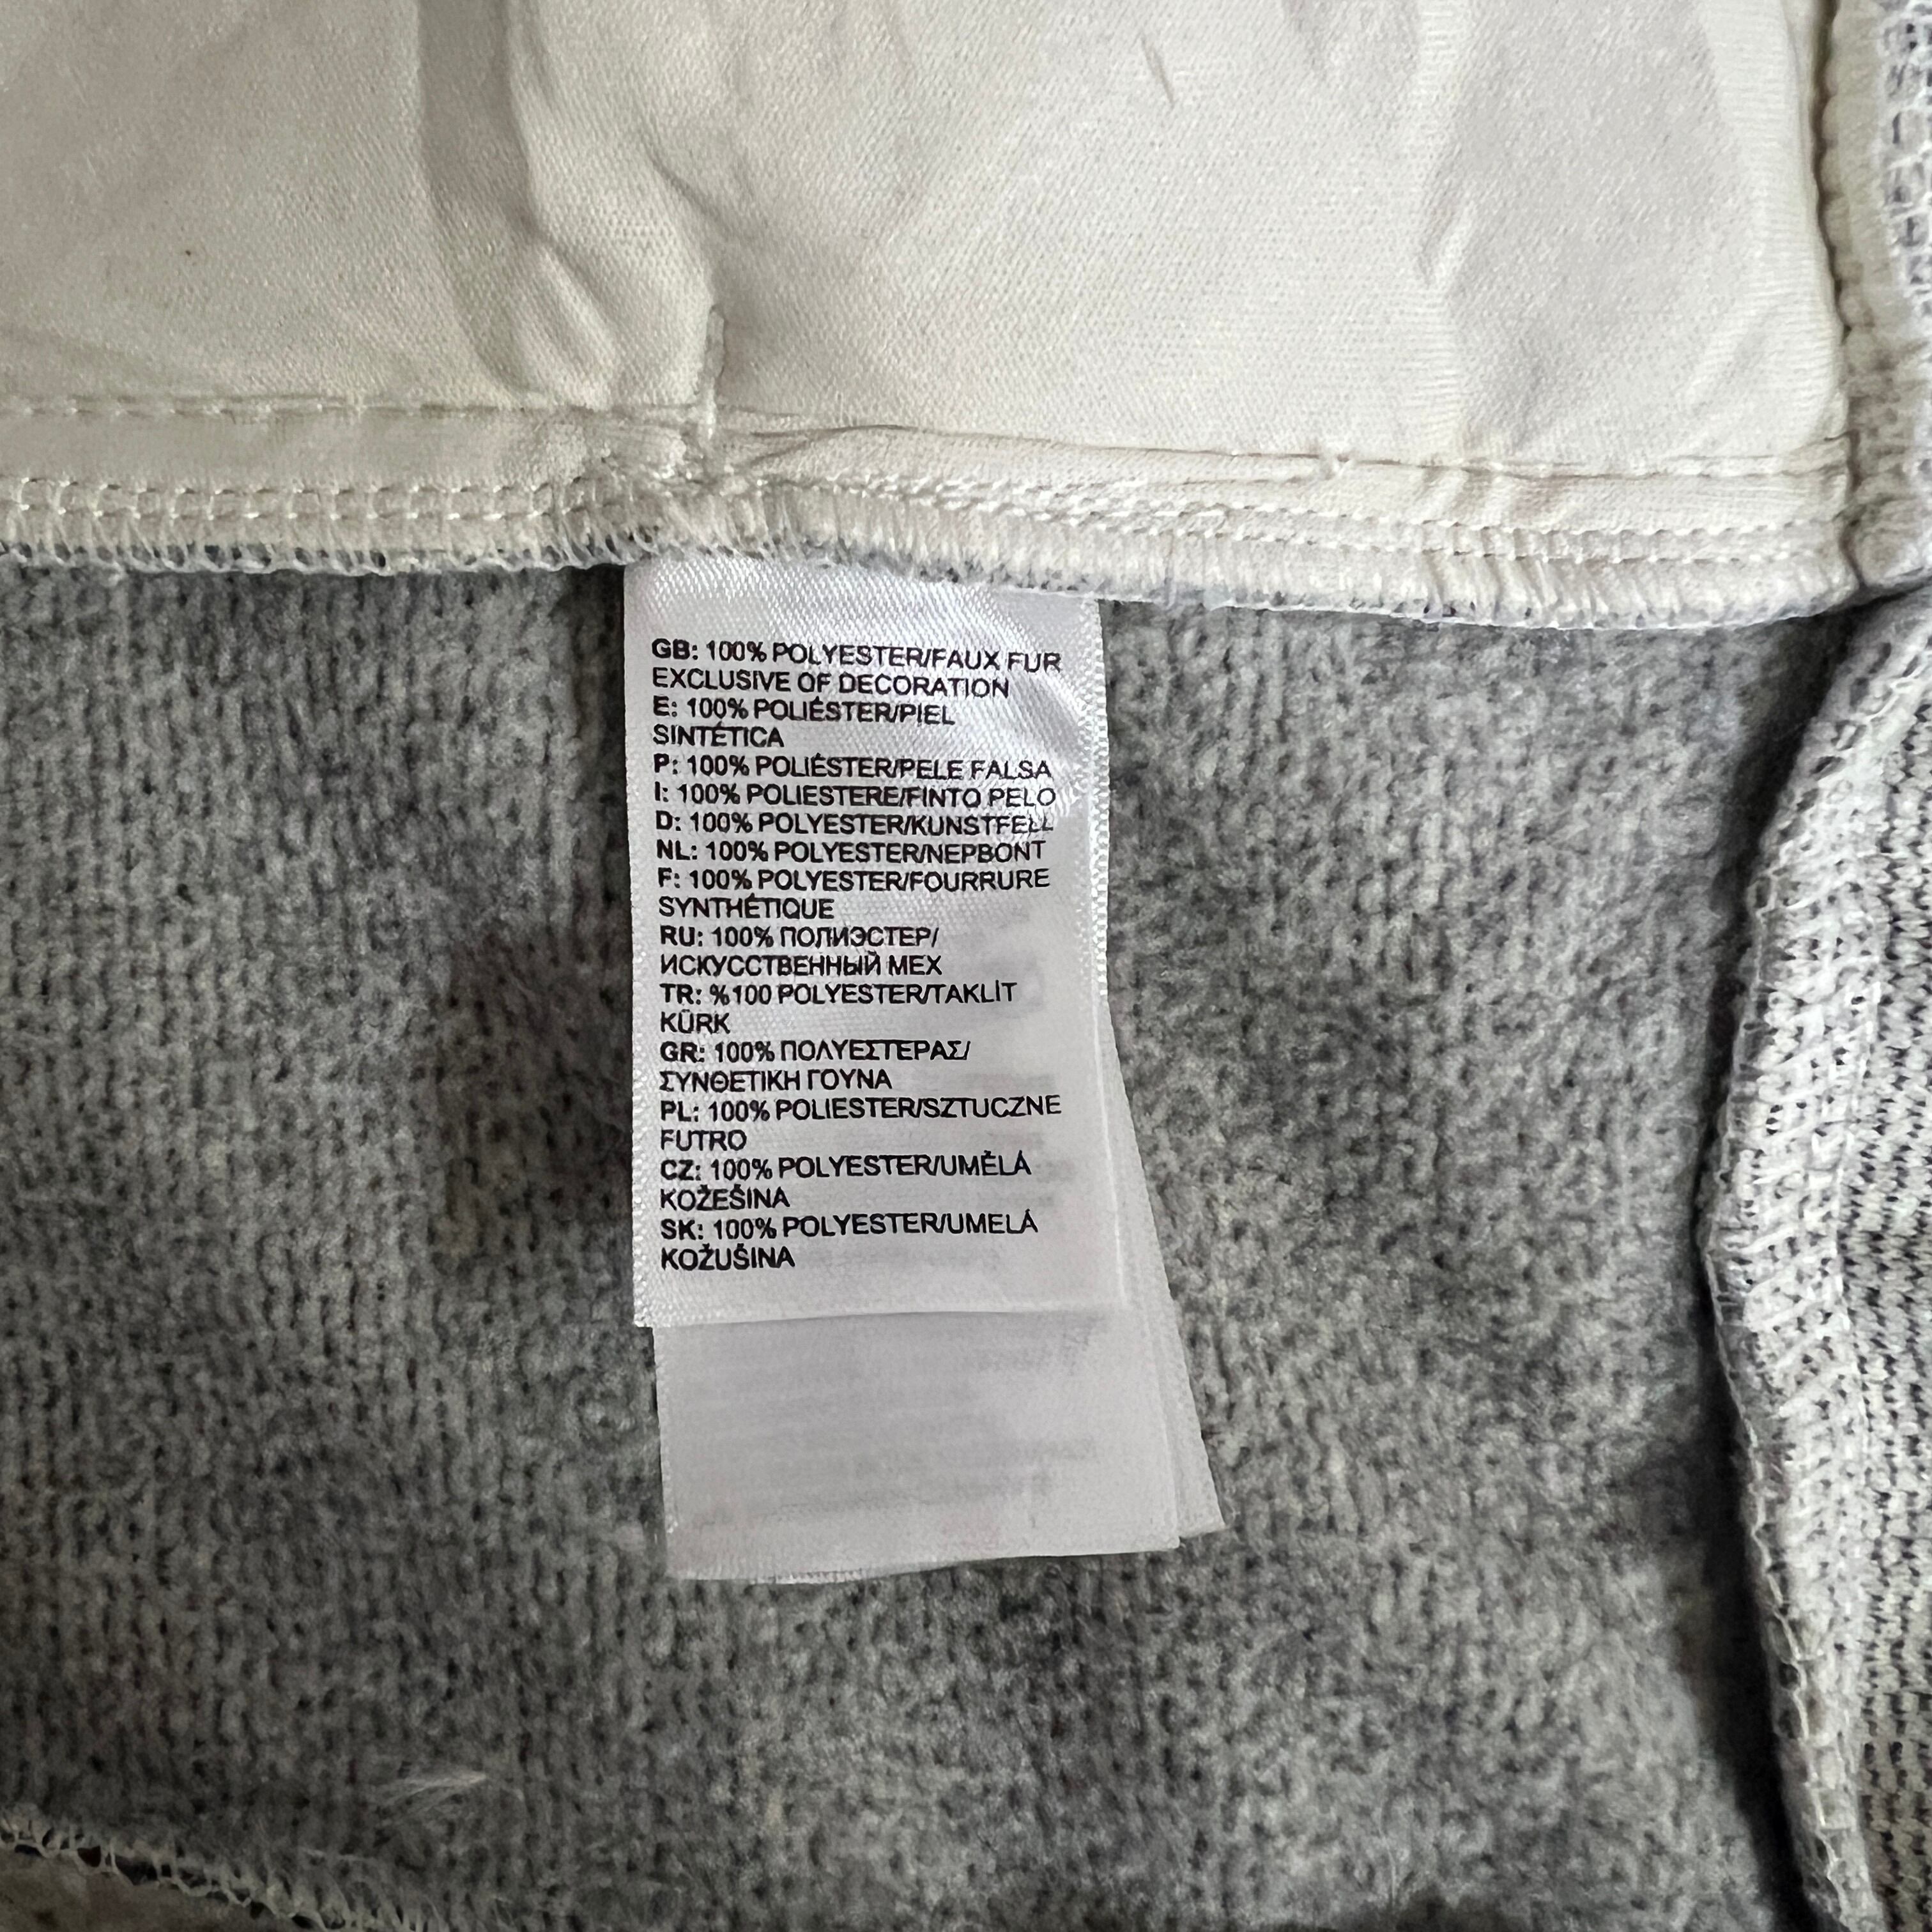 GB: 100% POLYESTER/FAUX FUR
EXCLUSIVE OF DECORATION
E: 100% POLIÉSTER/PIEL
SINTÉTICA
P: 100% POLIÉSTER/PELE FALSA
I: 100% POLIESTERE/FINTO PELO
D: 100% POLYESTER/KUNSTFELL
NL: 100% POLYESTER/NEPBONT
F: 100% POLYESTER/FOURRURE
SYNTHÉTIQUE
RU: 100% ПОЛИЭСТЕР/
ИСКУССТВЕННЫЙ МЕХ
TR: %100 POLYESTER/TAKLİT
KÜRK
GR: 100% ΠΟΛΥΕΣΤΕΡΑΣ/
ΣΥΝΘΕΤΙΚΗ ΓΟΥΝΑ
PL: 100% POLIESTER/SZTUCZNE
FUTRO
CZ: 100% POLYESTER/UMĚLÁ
KOŽEŠINA
SK: 100% POLYESTER/UMELÁ
KOŽUŠINA